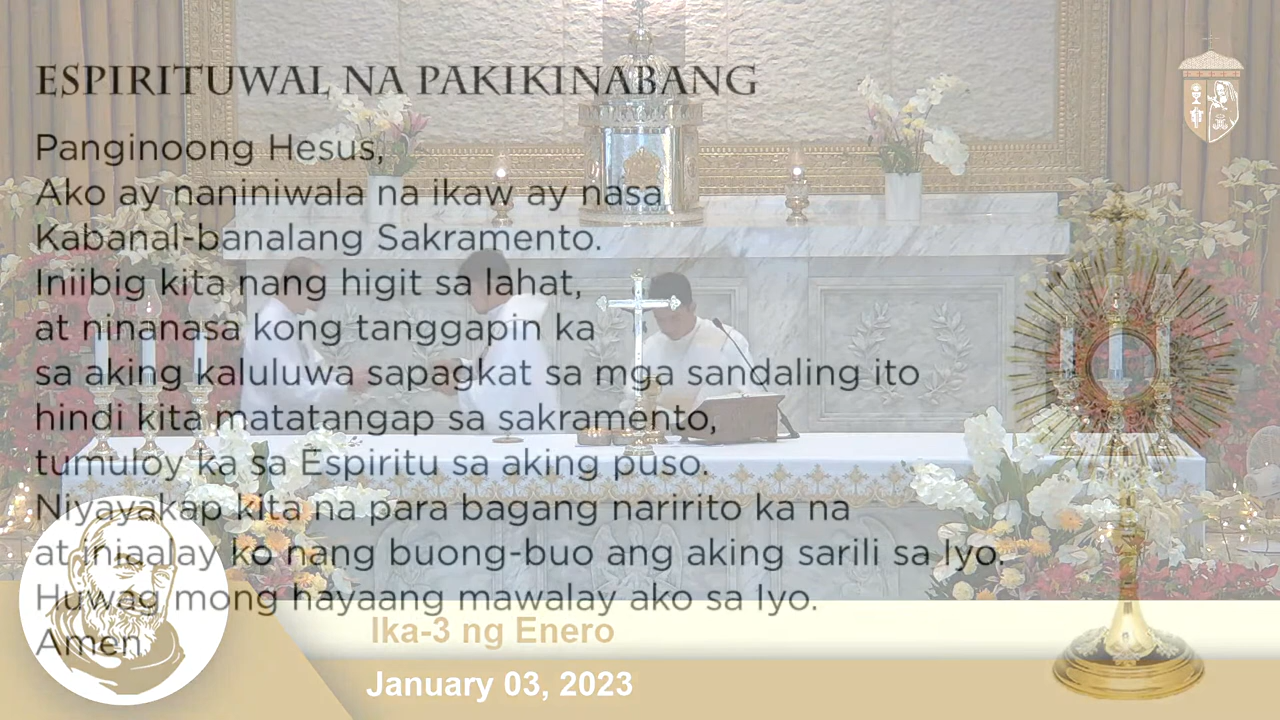 ESPIRITUWAL NA PAKIKINABANG
Panginoong Hesus,
Ako ay naniniwala na ikaw ay nasa
Kabanal-banalang Sakramento.
Iniibig kita nang higit sa lahat,
at ninanasa kong tanggapin ka
sa aking kaluluwa sapagkat sa mga sandaling ito
hindi kita matatangap sa sakramento,
tumuloy ka sa Espiritu sa aking puso.
Niyayakap kita na para bagang naririto ka na
at iniaalay ko nang buong-buo ang aking sarili sa Iyo.
Huwag mong hayaang mawalay ako sa Iyo.
Amen
Ika-3 ng Enero
January 03, 2023